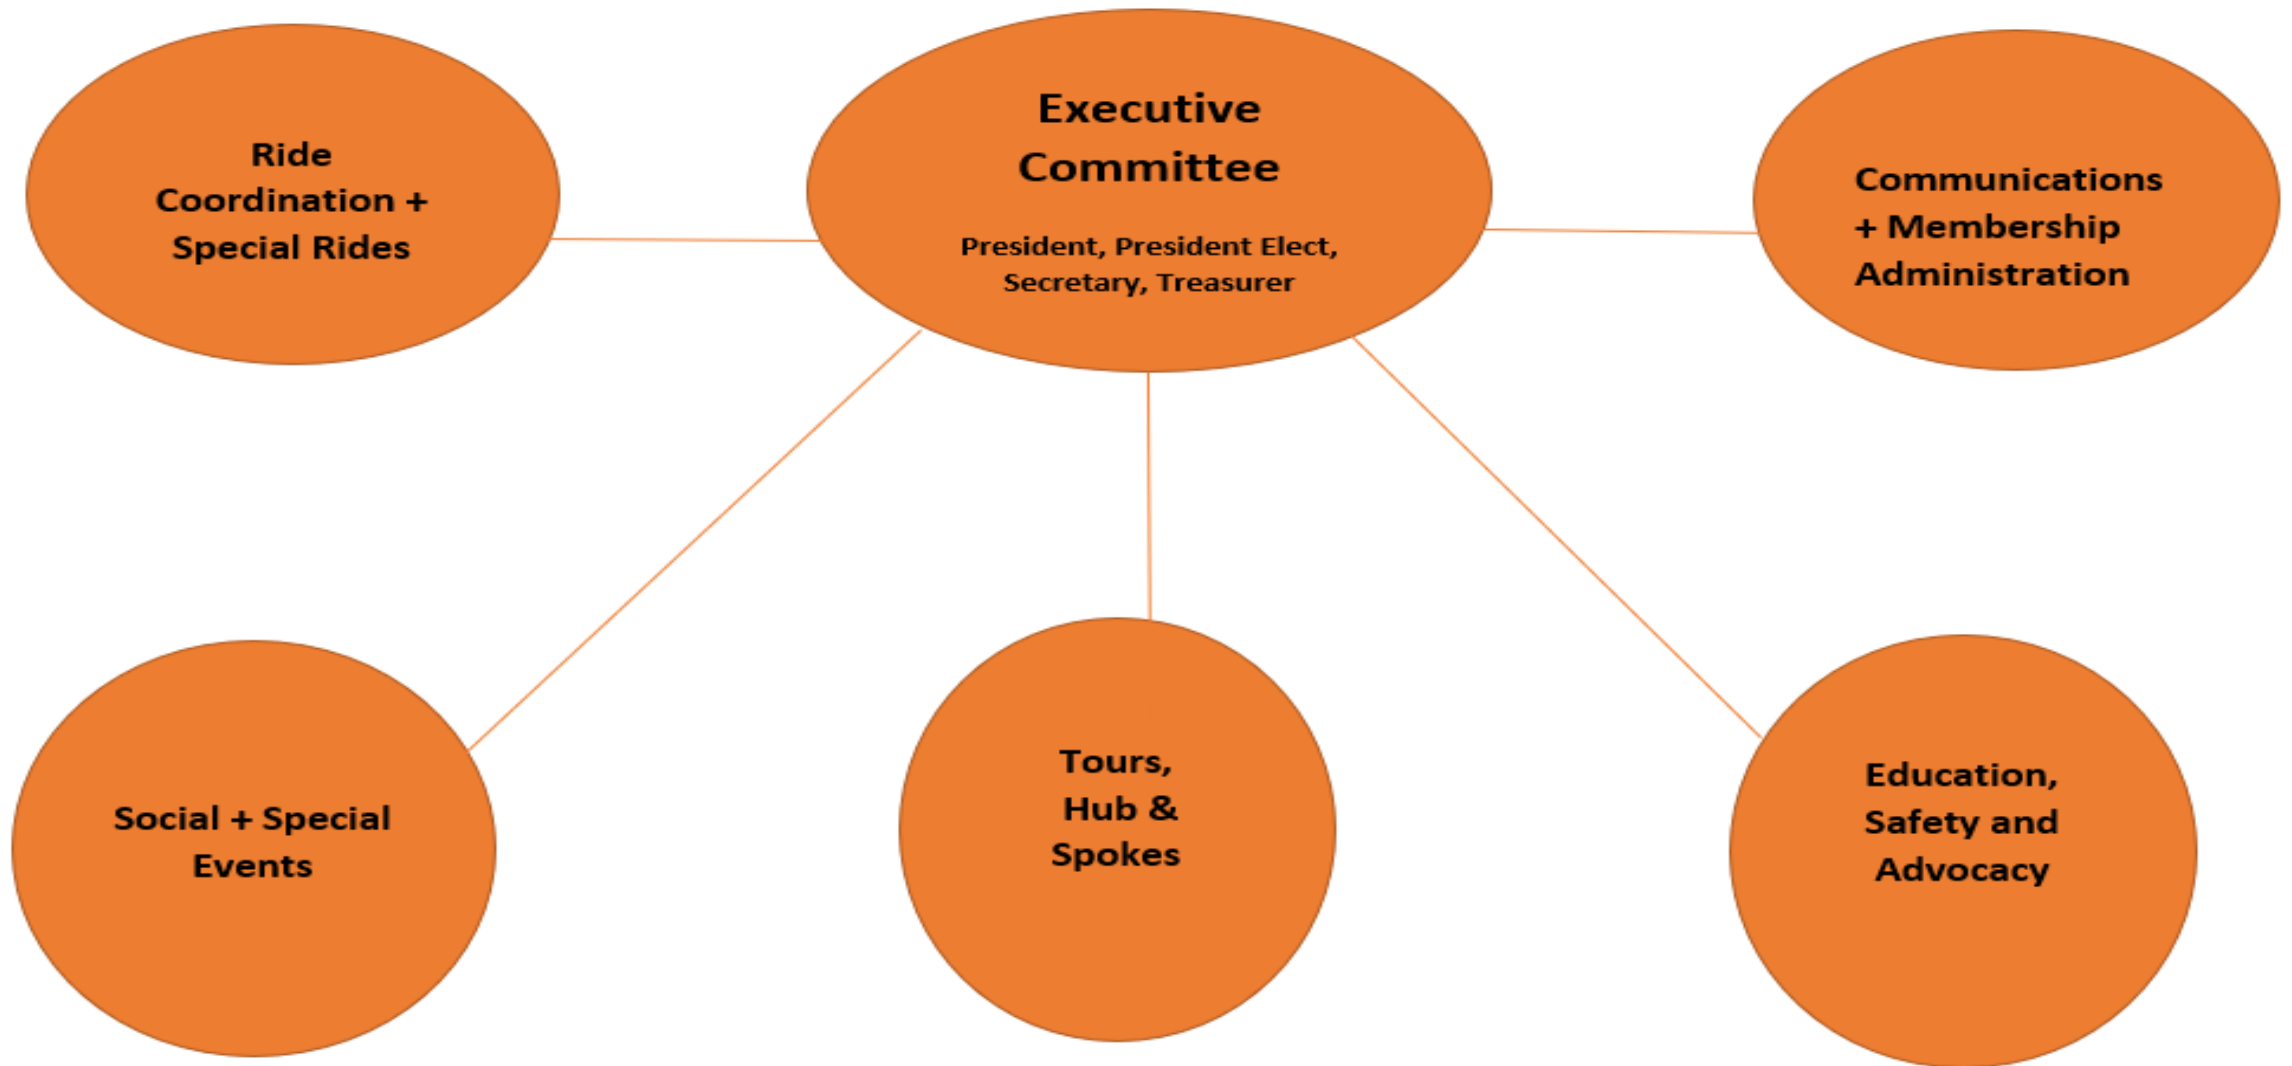 Ride
Coordination +
Special Rides
Executive
Committee
President, President Elect,
Secretary, Treasurer
Communications
+ Membership
Administration
Social + Special
Events
Tours,
Hub &
Spokes
Education,
Safety and
Advocacy